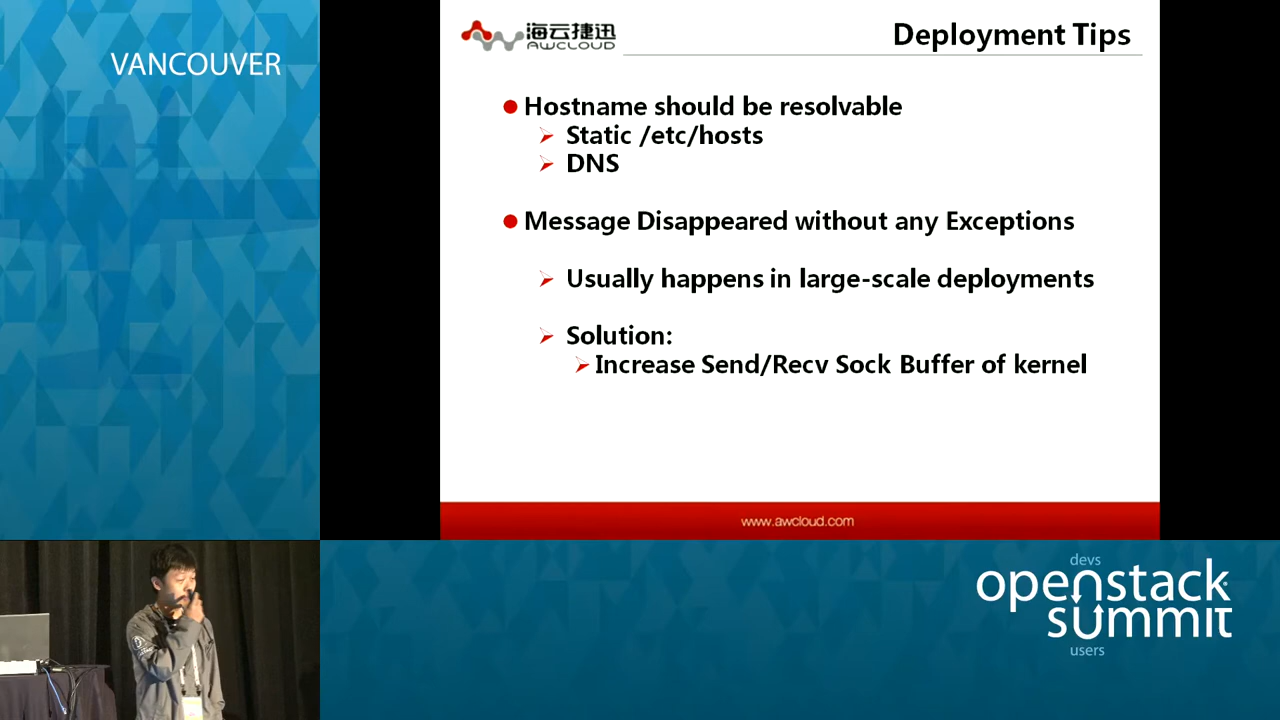 VANCOUVER
海云捷迅
AWCLOUD
Deployment Tips
Hostname should be resolvable
Static /etc/hosts
DNS
Message Disappeared without any Exceptions
Usually happens in large-scale deployments
Solution:
Increase Send/Recv Sock Buffer of kernel
www.awcloud.com
devs
openstack
summit
users